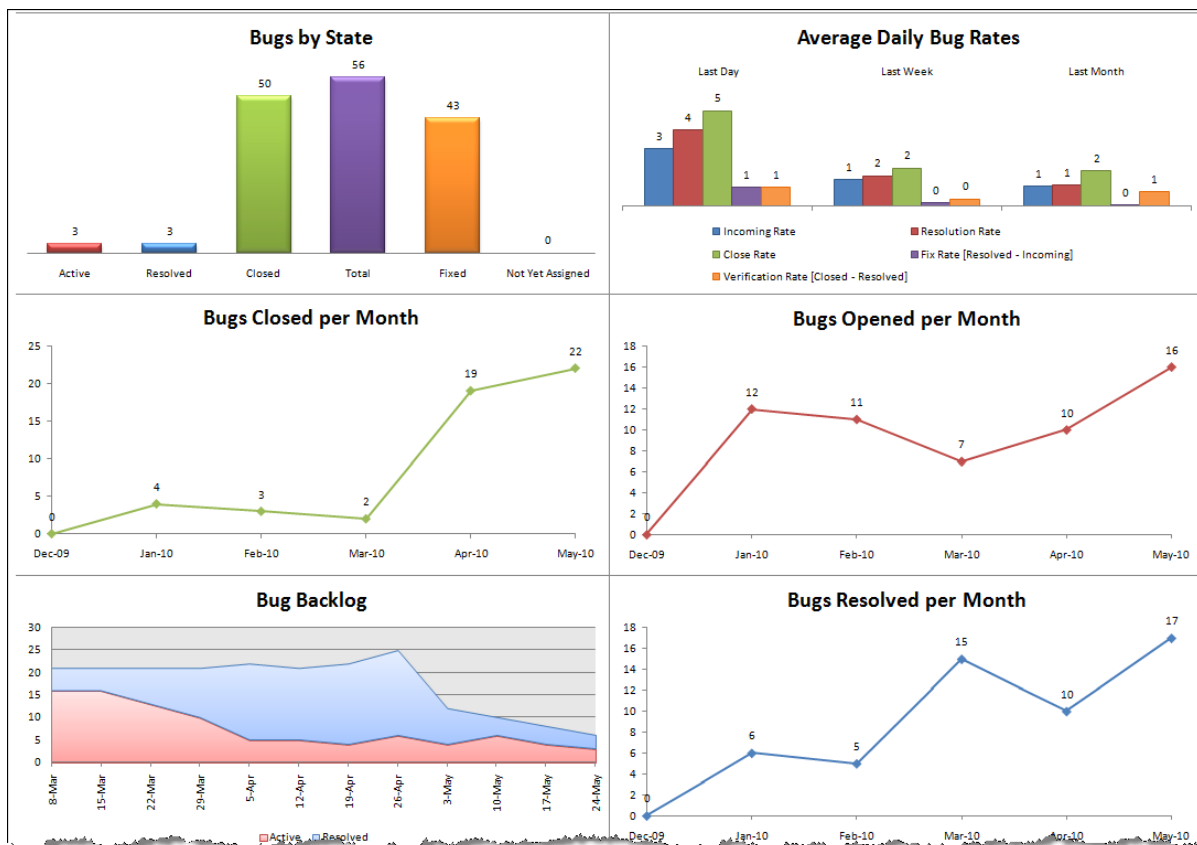 Bugs by State
56
50
43
3
3
0
Active Resolved Closed Total Fixed Not Yet Assigned
Average Daily Bug Rates
Last Day Last Week Last Month
3 4 5 1 1
1 2 2 0 0
1 1 2 0 1
Incoming Rate Resolution Rate
Close Rate Fix Rate [Resolved - Incoming]
Verification Rate [Closed - Resolved]
Bugs Closed per Month
25
20
15
10
5
0
0 4 3 2 19 22
Dec-09 Jan-10 Feb-10 Mar-10 Apr-10 May-10
Bugs Opened per Month
18
16
14
12
10
8
6
4
2
0
0 12 11 7 10 16
Dec-09 Jan-10 Feb-10 Mar-10 Apr-10 May-10
Bug Backlog
30
25
20
15
10
5
0
8-Mar 15-Mar 22-Mar 29-Mar 5-Apr 12-Apr 19-Apr 26-Apr 3-May 10-May 17-May 24-May
Active Resolved
Bugs Resolved per Month
18
16
14
12
10
8
6
4
2
0
0 6 5 15 10 17
Dec-09 Jan-10 Feb-10 Mar-10 Apr-10 May-10